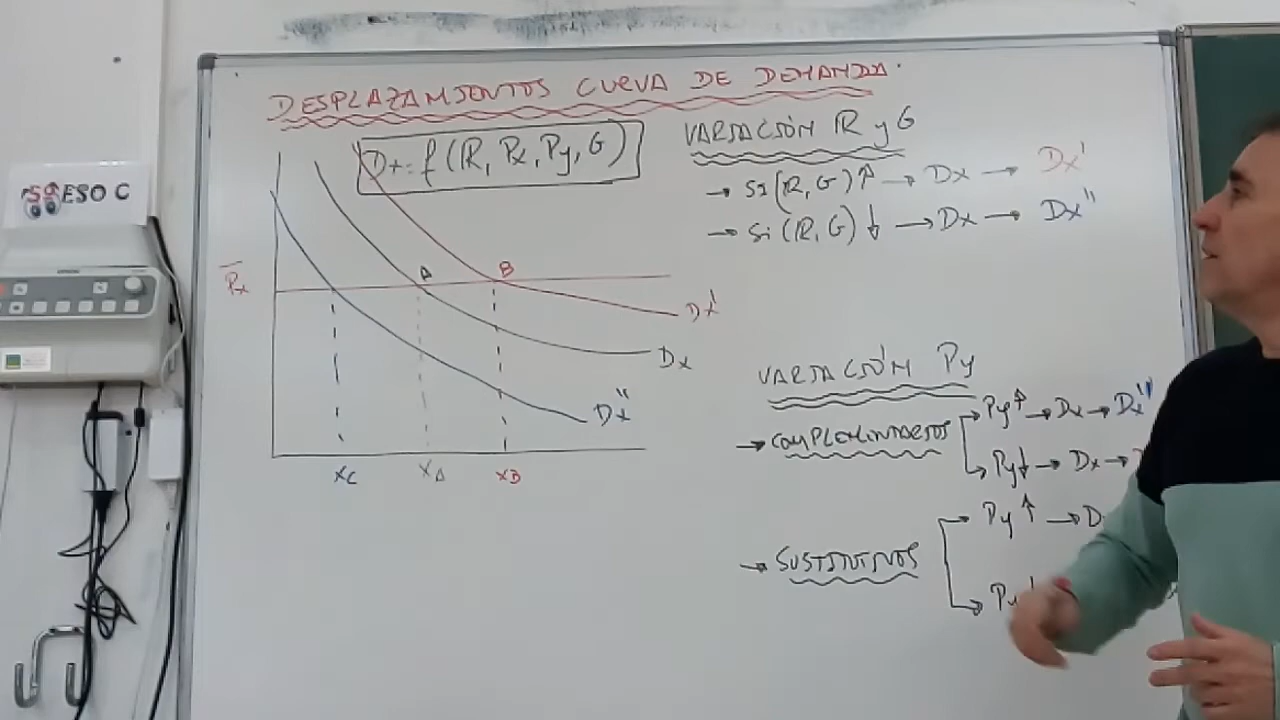 DESPLAZAMIENTOS CURVA DE DEMANDA.
Dx = f(R, Px, Py, G)
VARIACIÓN R y G
→ Si (R, G) ↑ → Dx → Dx'
→ Si (R, G) ↓ → Dx → Dx''
ESO C
P̅x
A
B
Dx'
Dx
Dx''
xC
xA
xB
VARIACIÓN Py
→ COMPLEMENTARIOS
Py ↑ → Dx → Dx''
Py ↓ → Dx →
→ SUSTITUTIVOS
Py ↑ → D